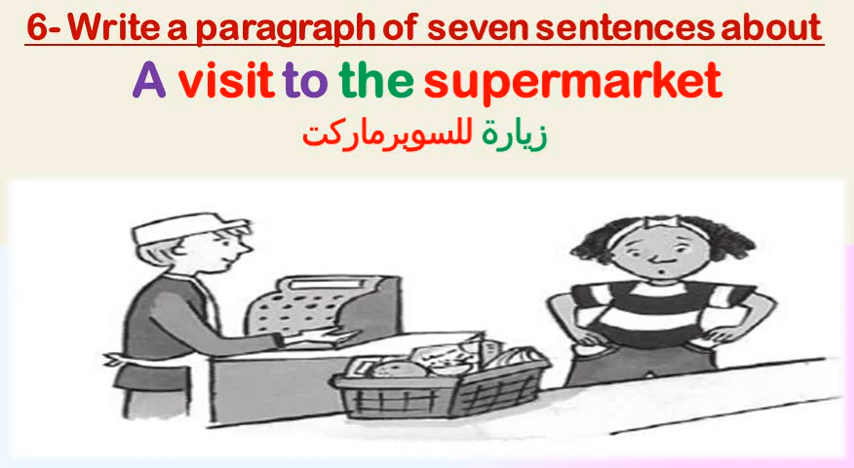 6- Write a paragraph of seven sentences about
A visit to the supermarket
زيارة للسوبرماركت